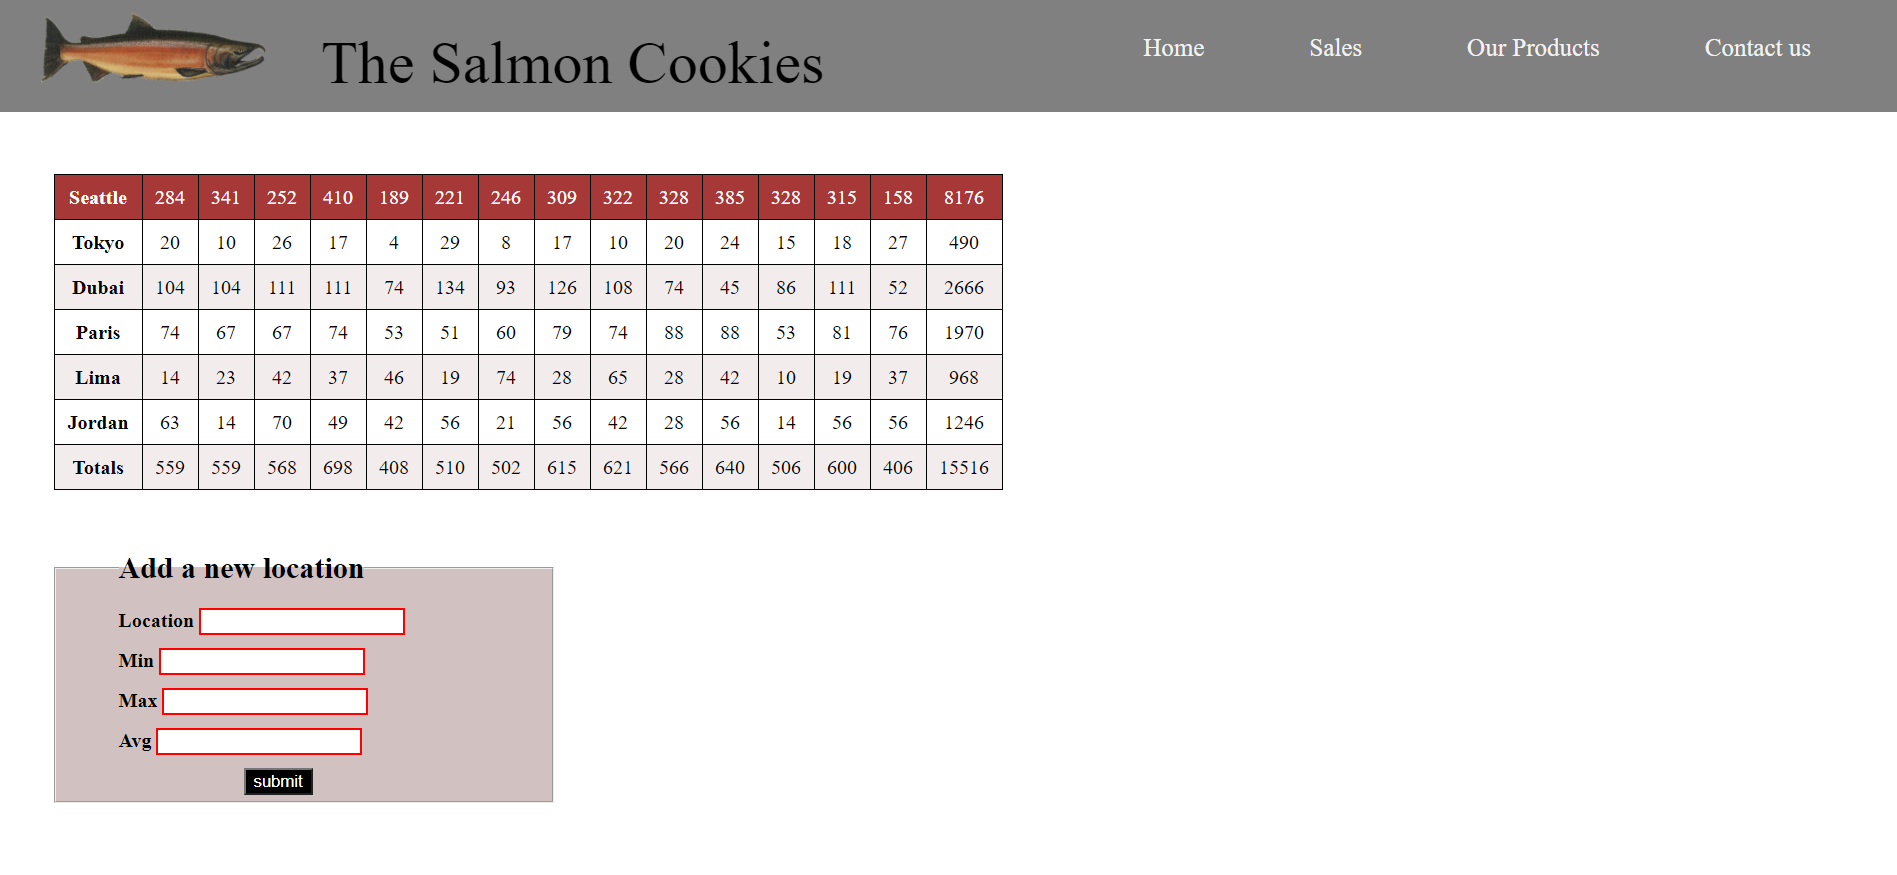 The Salmon Cookies
Home Sales Our Products Contact us
Seattle 284 341 252 410 189 221 246 309 322 328 385 328 315 158 8176
Tokyo 20 10 26 17 4 29 8 17 10 20 24 15 18 27 490
Dubai 104 104 111 111 74 134 93 126 108 74 45 86 111 52 2666
Paris 74 67 67 74 53 51 60 79 74 88 88 53 81 76 1970
Lima 14 23 42 37 46 19 74 28 65 28 42 10 19 37 968
Jordan 63 14 70 49 42 56 21 56 42 28 56 14 56 56 1246
Totals 559 559 568 698 408 510 502 615 621 566 640 506 600 406 15516
Add a new location
Location
Min
Max
Avg
submit